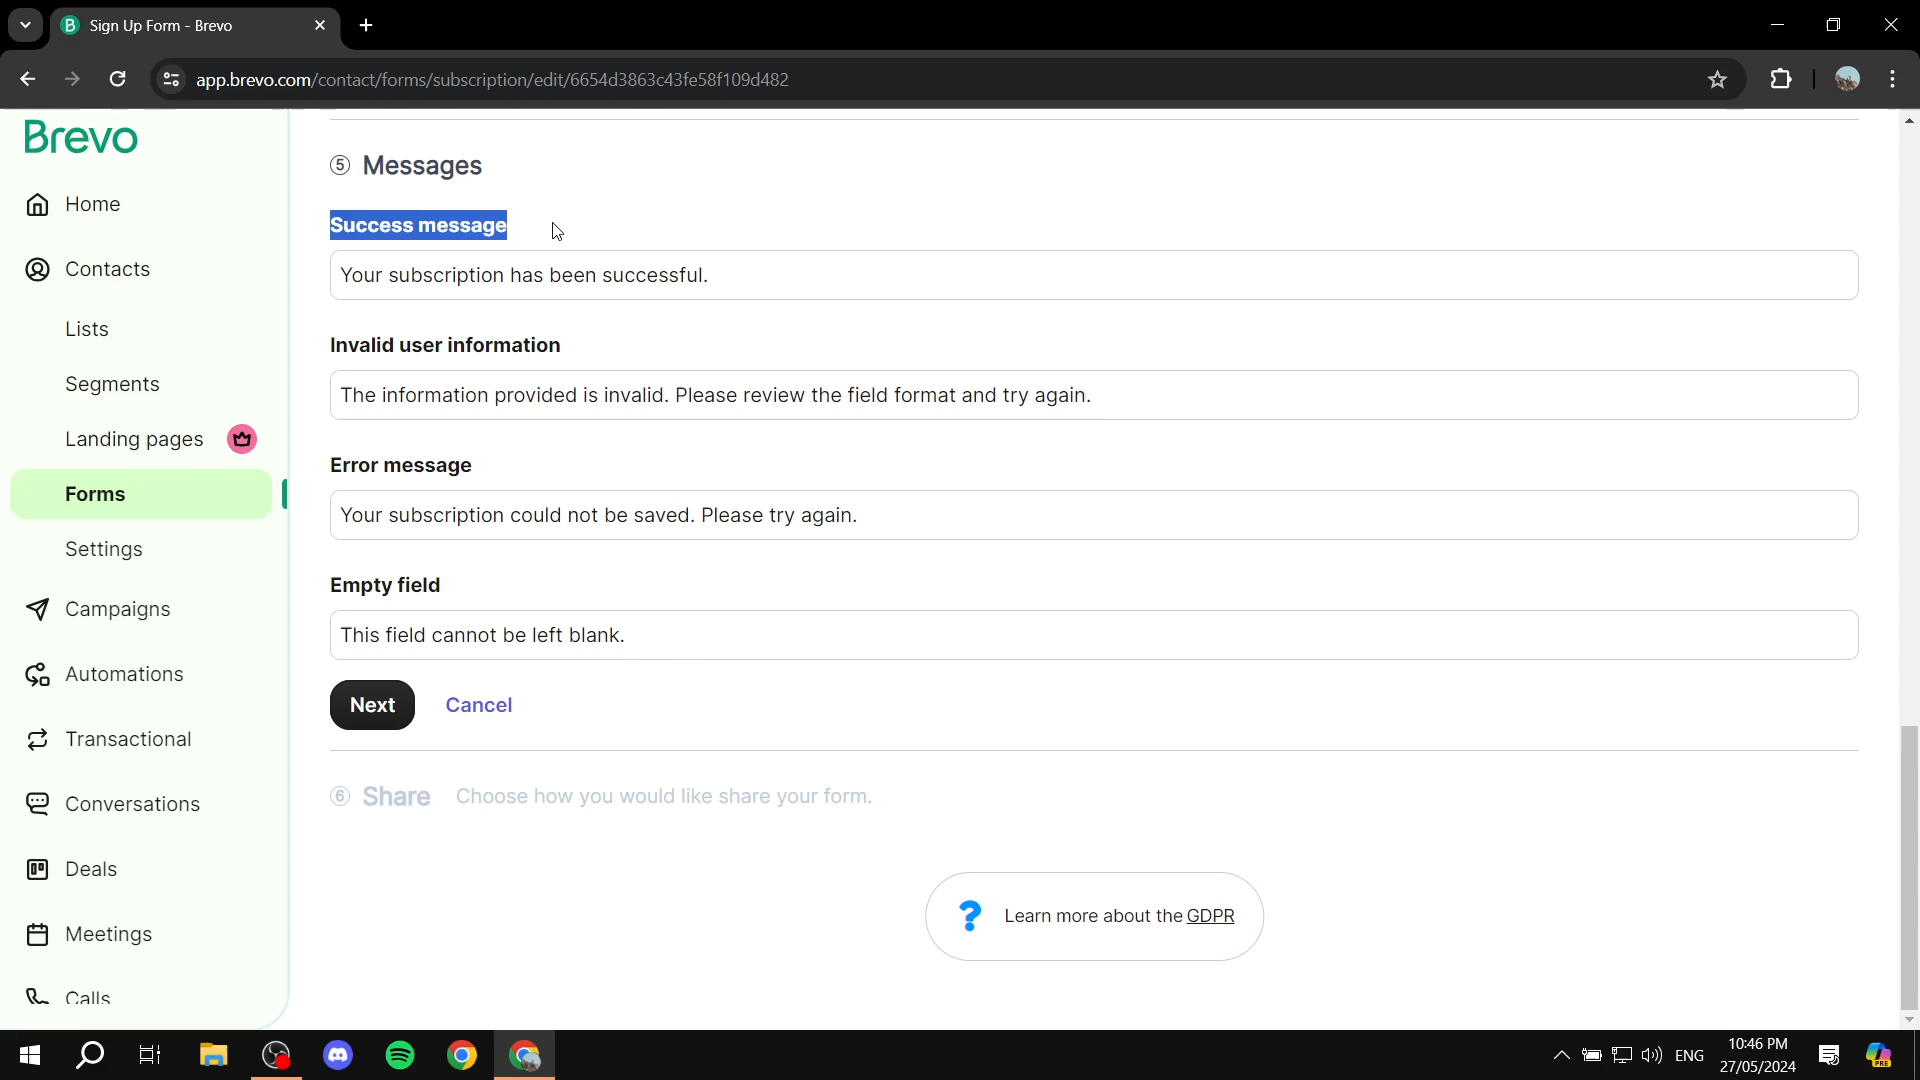 Sign Up Form - Brevo
app.brevo.com/contact/forms/subscription/edit/6654d3863c43fe58f109d482
Brevo
Home
Contacts
Lists
Segments
Landing pages
Forms
Settings
Campaigns
Automations
Transactional
Conversations
Deals
Meetings
Calls
5 Messages
Success message
Your subscription has been successful.
Invalid user information
The information provided is invalid. Please review the field format and try again.
Error message
Your subscription could not be saved. Please try again.
Empty field
This field cannot be left blank.
Next Cancel
6 Share Choose how you would like share your form.
? Learn more about the GDPR
ENG
10:46 PM
27/05/2024
PRE